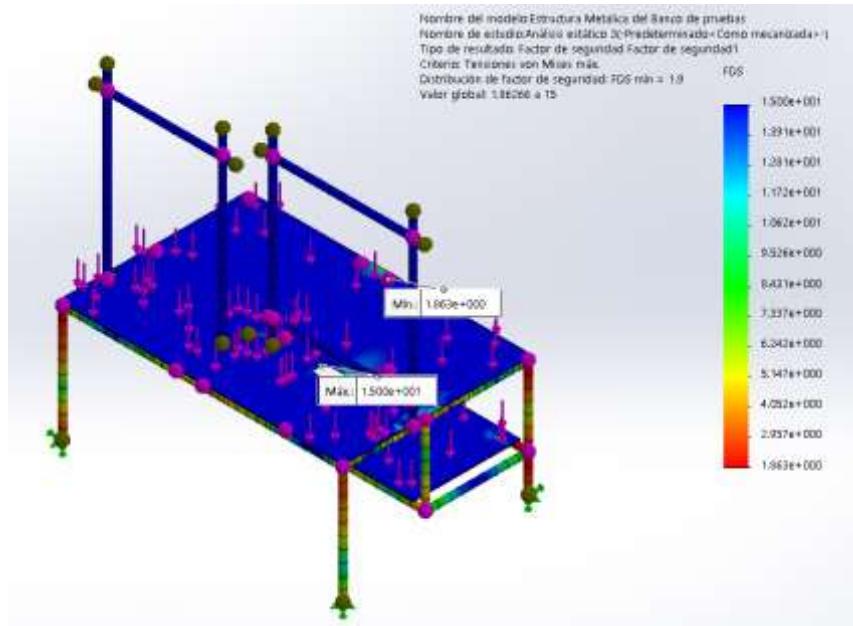 Nombre del modelo:Estructura Metalica del Banco de pruebas
Nombre de estudio:Análisis estático 3(-Predeterminado<Como mecanizada>-)
Tipo de resultado: Factor de seguridad Factor de seguridad1
Criterio: Tensiones von Mises máx.
Distribución de factor de seguridad: FDS mín = 1.9
Valor global: 1.86266 a 15
FDS
1.500e+001
1.391e+001
1.281e+001
1.172e+001
1.062e+001
9.526e+000
8.431e+000
7.337e+000
6.242e+000
5.147e+000
4.052e+000
2.957e+000
1.863e+000
Mín.: 1.863e+000
Máx.: 1.500e+001